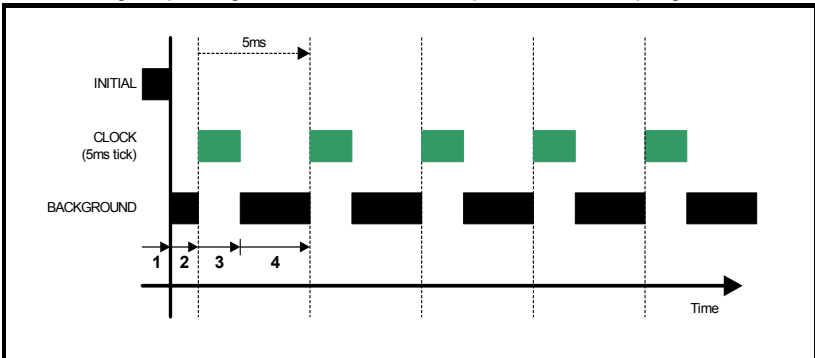 5ms
INITIAL
CLOCK
(5ms tick)
BACKGROUND
1 2 3 4
Time